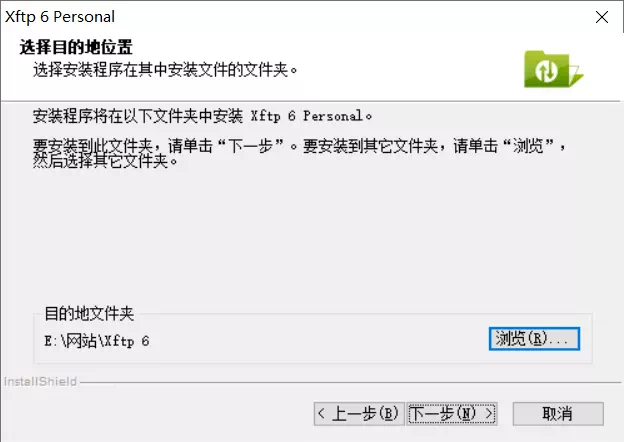 Xftp 6 Personal
选择目的地位置
选择安装程序在其中安装文件的文件夹。
安装程序将在以下文件夹中安装 Xftp 6 Personal。
要安装到此文件夹，请单击“下一步”。要安装到其它文件夹，请单击“浏览”，
然后选择其它文件夹。
目的地文件夹
E:\网站\Xftp 6
浏览(R)...
InstallShield
< 上一步(B)
下一步(N) >
取消